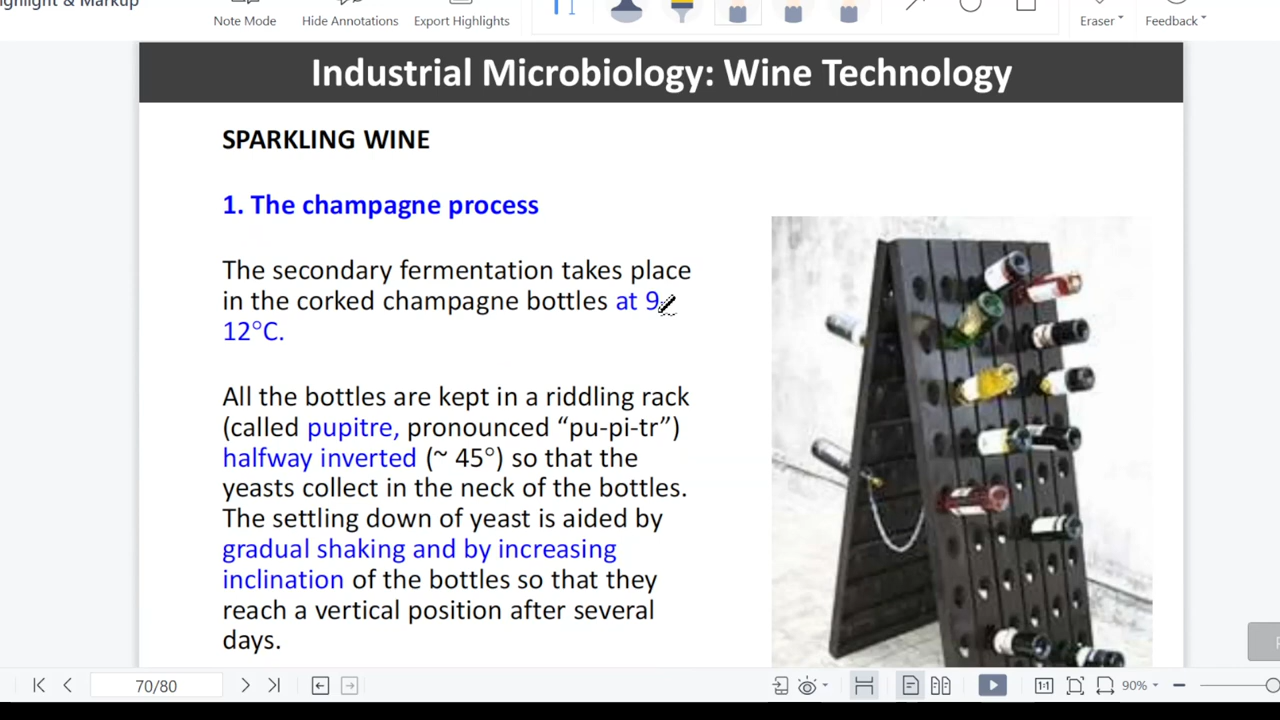 ighlight & Markup
Note Mode
Hide Annotations
Export Highlights
Eraser
Feedback
Industrial Microbiology: Wine Technology
SPARKLING WINE
1. The champagne process
The secondary fermentation takes place
in the corked champagne bottles at 9
12°C.
All the bottles are kept in a riddling rack
(called pupitre, pronounced “pu-pi-tr”)
halfway inverted (~ 45°) so that the
yeasts collect in the neck of the bottles.
The settling down of yeast is aided by
gradual shaking and by increasing
inclination of the bottles so that they
reach a vertical position after several
days.
70/80
1:1
90%